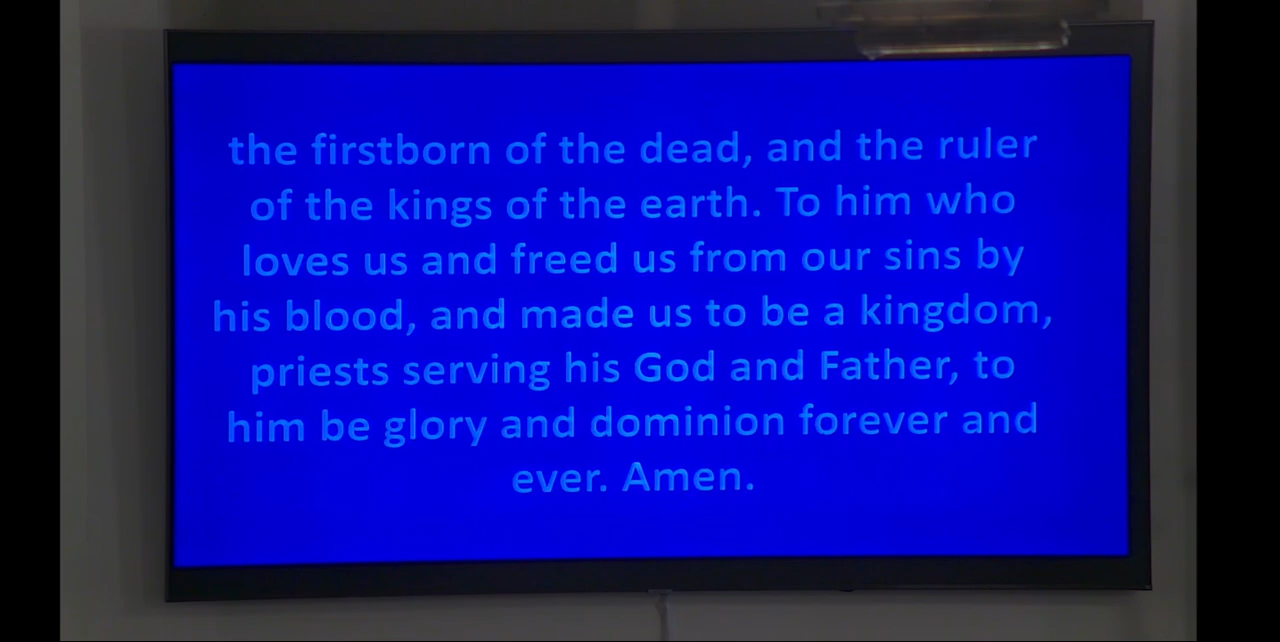 the firstborn of the dead, and the ruler
of the kings of the earth. To him who
loves us and freed us from our sins by
his blood, and made us to be a kingdom,
priests serving his God and Father, to
him be glory and dominion forever and
ever. Amen.